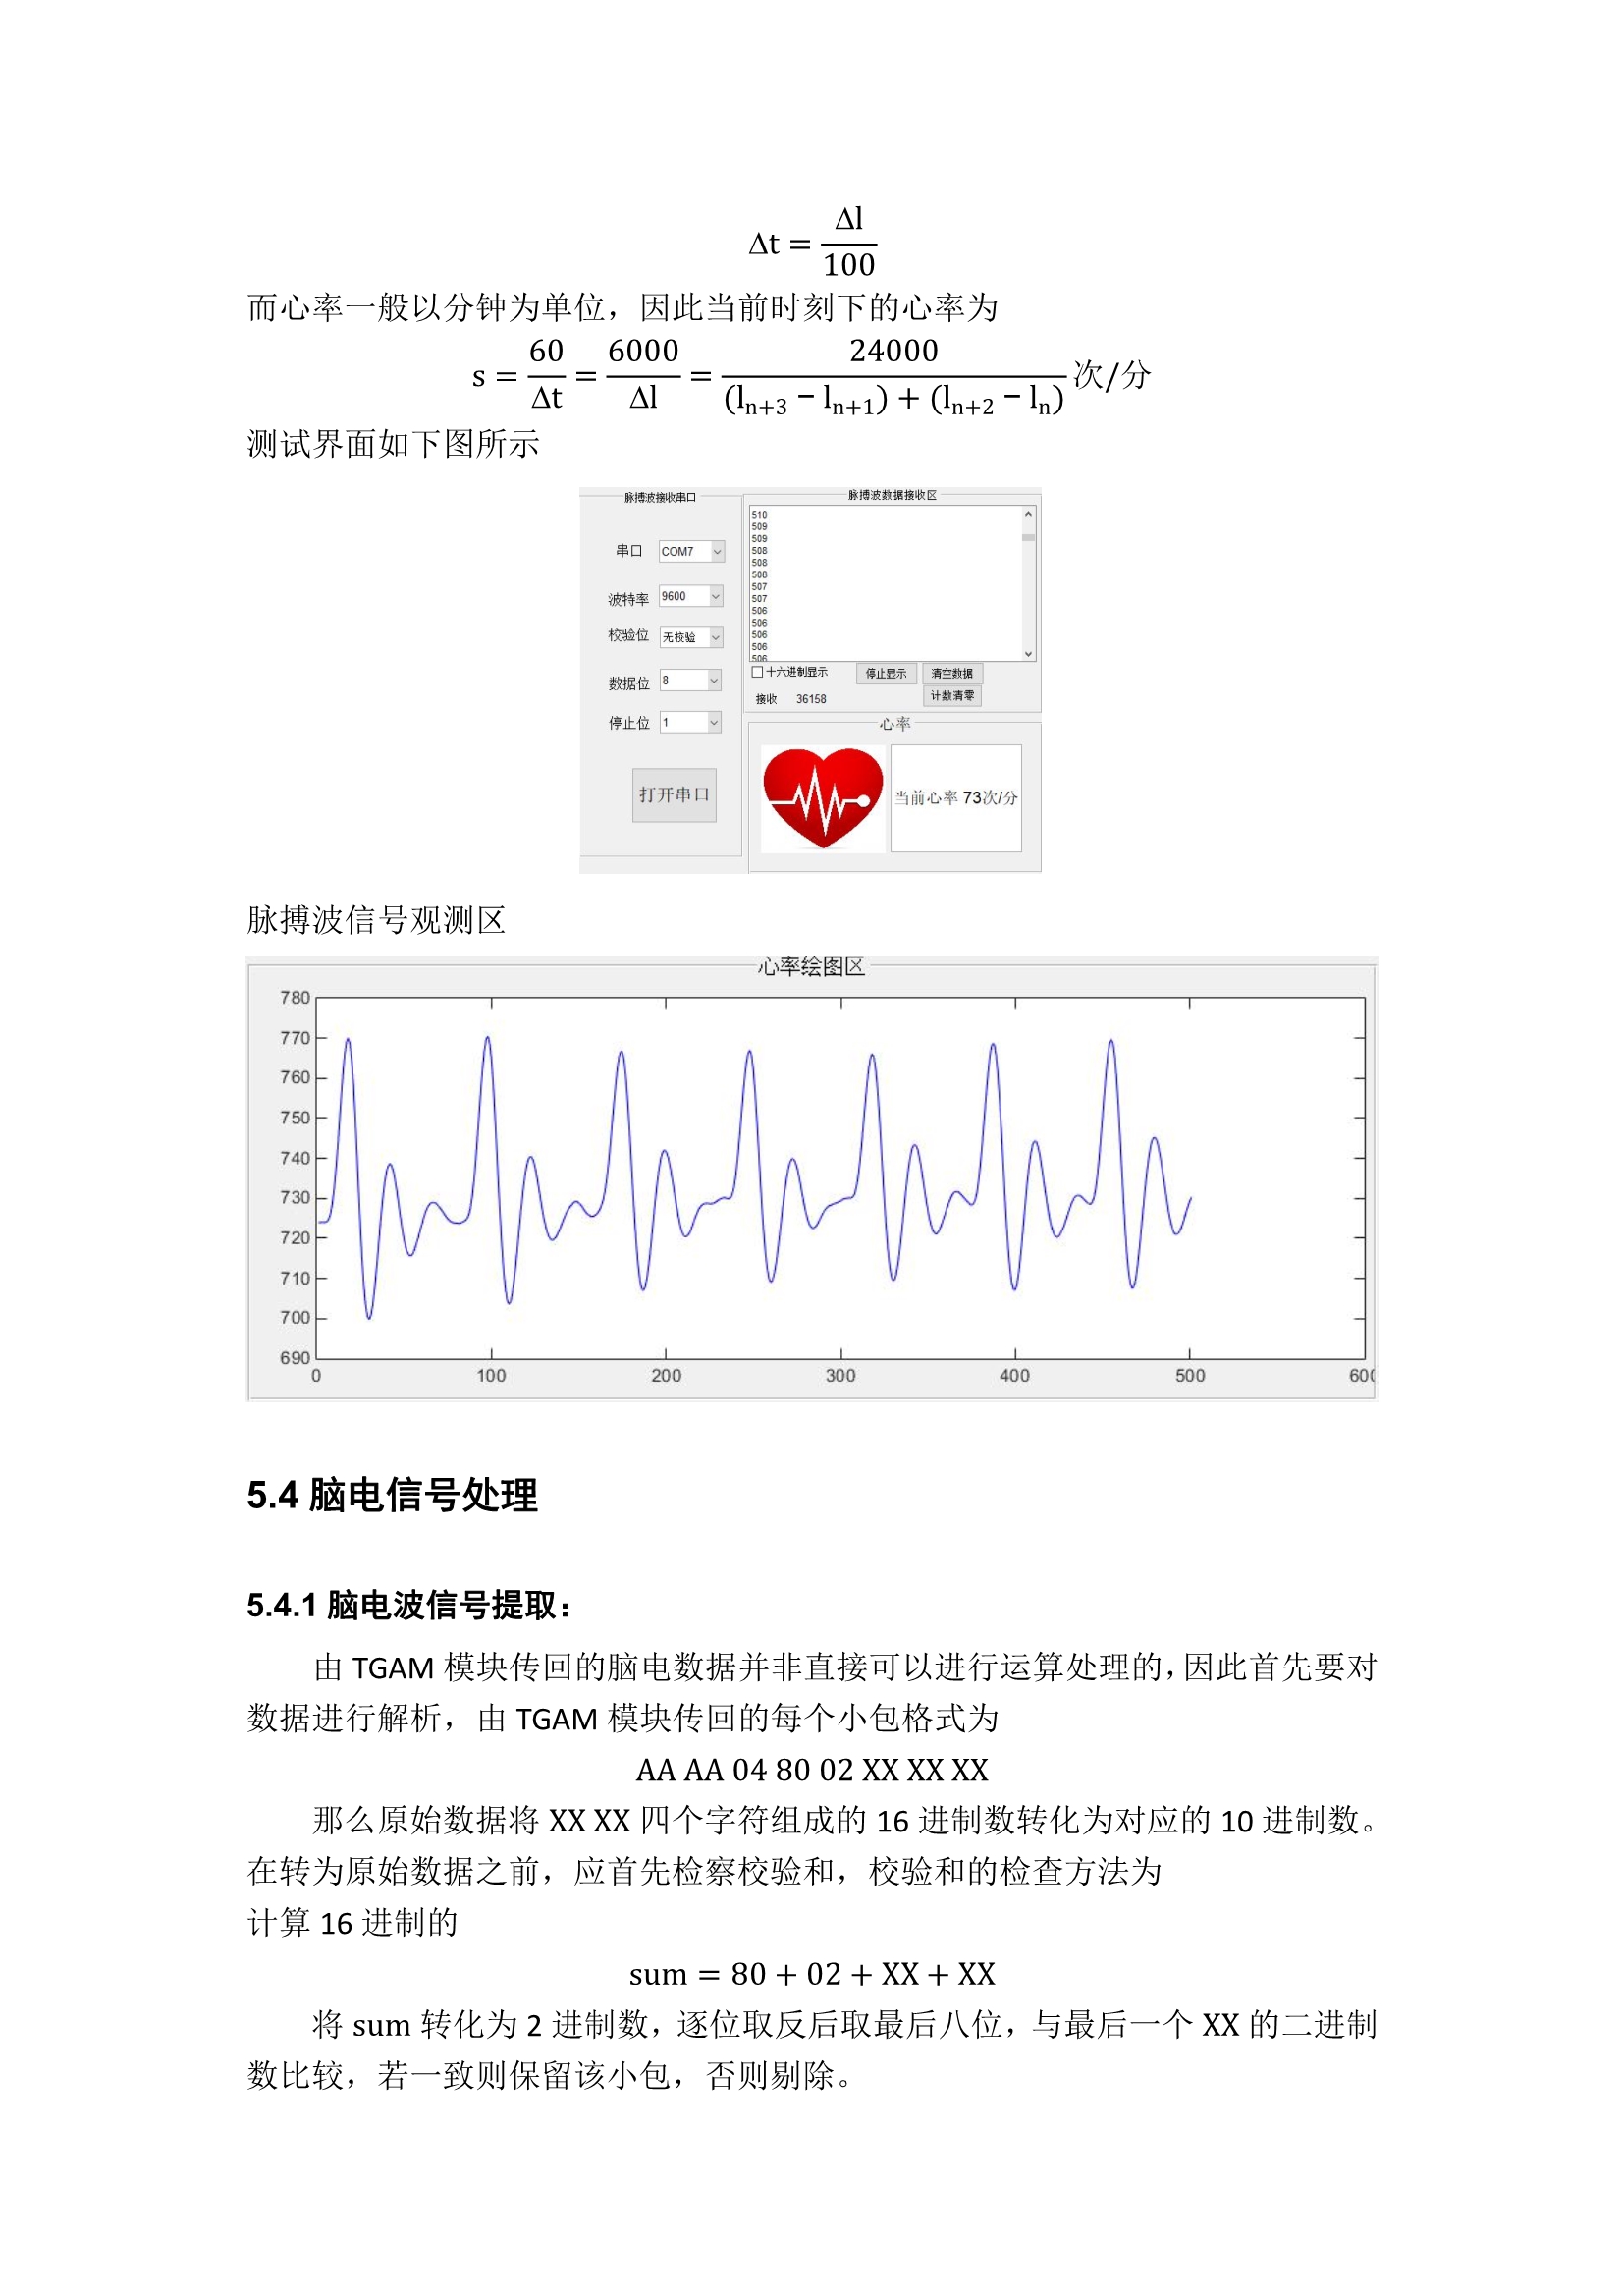 Δt = Δl/100
而心率一般以分钟为单位，因此当前时刻下的心率为
s = 60/Δt = 6000/Δl = 24000/((lₙ₊₃ − lₙ₊₁) + (lₙ₊₂ − lₙ)) 次/分
测试界面如下图所示
脉搏波接收串口
串口 COM7
波特率 9600
校验位 无校验
数据位 8
停止位 1
打开串口
脉搏波数据接收区
510
509
509
508
508
508
507
507
506
506
506
506
506
十六进制显示 停止显示 清空数据
接收 36158 计数清零
心率
当前心率 73次/分
脉搏波信号观测区
心率绘图区
780
770
760
750
740
730
720
710
700
690
0 100 200 300 400 500 600
5.4 脑电信号处理
5.4.1 脑电波信号提取：
由 TGAM 模块传回的脑电数据并非直接可以进行运算处理的，因此首先要对
数据进行解析，由 TGAM 模块传回的每个小包格式为
AA AA 04 80 02 XX XX XX
那么原始数据将 XX XX 四个字符组成的 16 进制数转化为对应的 10 进制数。
在转为原始数据之前，应首先检察校验和，校验和的检查方法为
计算 16 进制的
sum = 80 + 02 + XX + XX
将 sum 转化为 2 进制数，逐位取反后取最后八位，与最后一个 XX 的二进制
数比较，若一致则保留该小包，否则剔除。